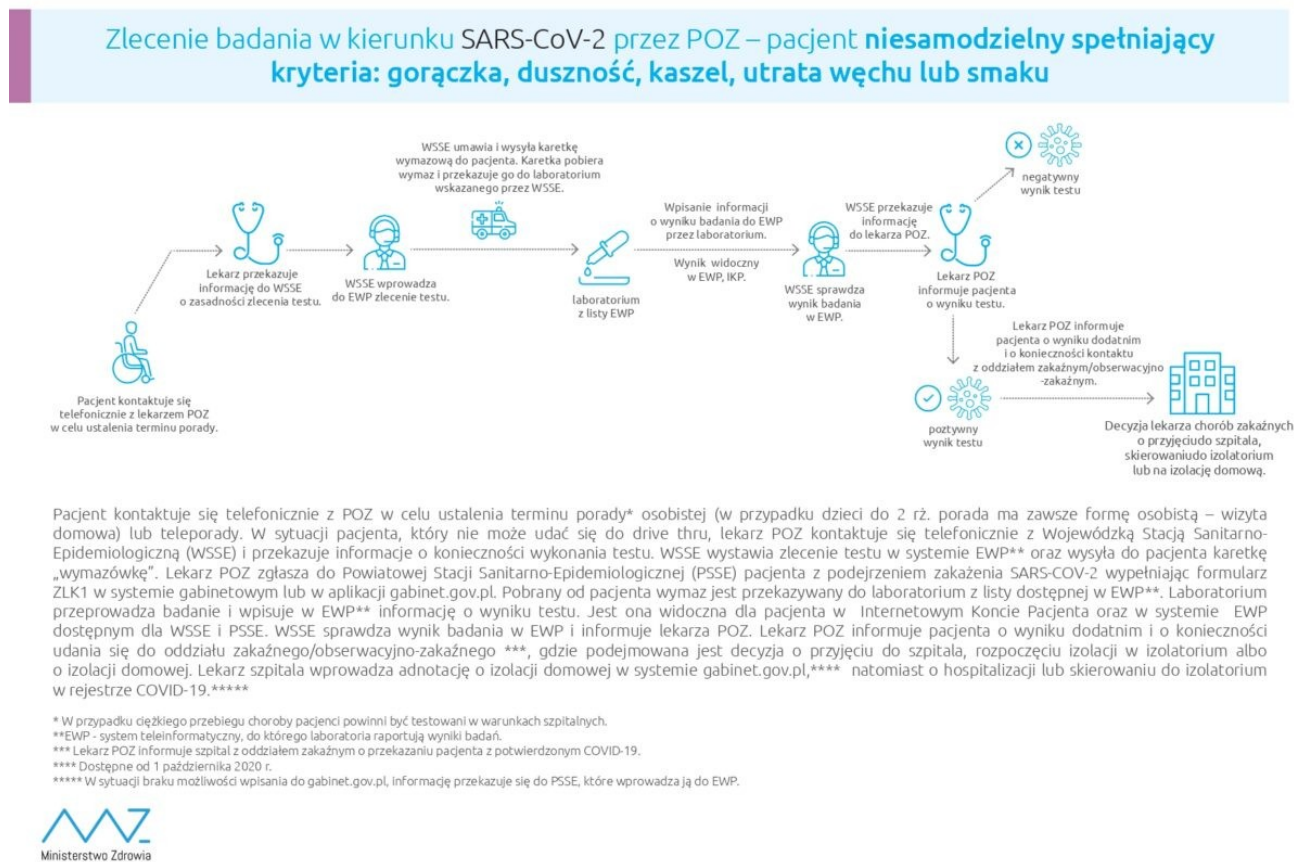 Zlecenie badania w kierunku SARS-CoV-2 przez POZ – pacjent niesamodzielny spełniający
kryteria: gorączka, duszność, kaszel, utrata węchu lub smaku
Pacjent kontaktuje się
telefonicznie z lekarzem POZ
w celu ustalenia terminu porady.
Lekarz przekazuje
informację do WSSE
o zasadności zlecenia testu.
WSSE wprowadza
do EWP zlecenie testu.
WSSE umawia i wysyła karetkę
wymazową do pacjenta. Karetka pobiera
wymaz i przekazuje go do laboratorium
wskazanego przez WSSE.
laboratorium
z listy EWP
Wpisanie informacji
o wyniku badania do EWP
przez laboratorium.
Wynik widoczny
w EWP, IKP.
WSSE sprawdza
wynik badania
w EWP.
WSSE przekazuje
informację
do lekarza POZ.
Lekarz POZ
informuje pacjenta
o wyniku testu.
negatywny
wynik testu
poztywny
wynik testu
Lekarz POZ informuje
pacjenta o wyniku dodatnim
i o konieczności kontaktu
z oddziałem zakaźnym/obserwacyjno
-zakaźnym.
Decyzja lekarza chorób zakaźnych
o przyjęciudo szpitala,
skierowaniudo izolatorium
lub na izolację domową.
Pacjent kontaktuje się telefonicznie z POZ w celu ustalenia terminu porady* osobistej (w przypadku dzieci do 2 rż. porada ma zawsze formę osobistą – wizyta
domowa) lub teleporady. W sytuacji pacjenta, który nie może udać się do drive thru, lekarz POZ kontaktuje się telefonicznie z Wojewódzką Stacją Sanitarno-
Epidemiologiczną (WSSE) i przekazuje informacje o konieczności wykonania testu. WSSE wystawia zlecenie testu w systemie EWP** oraz wysyła do pacjenta karetkę
„wymazówkę”. Lekarz POZ zgłasza do Powiatowej Stacji Sanitarno-Epidemiologicznej (PSSE) pacjenta z podejrzeniem zakażenia SARS-COV-2 wypełniając formularz
ZLK1 w systemie gabinetowym lub w aplikacji gabinet.gov.pl. Pobrany od pacjenta wymaz jest przekazywany do laboratorium z listy dostępnej w EWP**. Laboratorium
przeprowadza badanie i wpisuje w EWP** informację o wyniku testu. Jest ona widoczna dla pacjenta w Internetowym Koncie Pacjenta oraz w systemie EWP
dostępnym dla WSSE i PSSE. WSSE sprawdza wynik badania w EWP i informuje lekarza POZ. Lekarz POZ informuje pacjenta o wyniku dodatnim i o konieczności
udania się do oddziału zakaźnego/obserwacyjno-zakaźnego ***, gdzie podejmowana jest decyzja o przyjęciu do szpitala, rozpoczęciu izolacji w izolatorium albo
o izolacji domowej. Lekarz szpitala wprowadza adnotację o izolacji domowej w systemie gabinet.gov.pl,**** natomiast o hospitalizacji lub skierowaniu do izolatorium
w rejestrze COVID-19.*****
* W przypadku ciężkiego przebiegu choroby pacjenci powinni być testowani w warunkach szpitalnych.
**EWP - system teleinformatyczny, do którego laboratoria raportują wyniki badań.
*** Lekarz POZ informuje szpital z oddziałem zakaźnym o przekazaniu pacjenta z potwierdzonym COVID-19.
**** Dostępne od 1 października 2020 r.
***** W sytuacji braku możliwości wpisania do gabinet.gov.pl, informację przekazuje się do PSSE, które wprowadza ją do EWP.
Ministerstwo Zdrowia